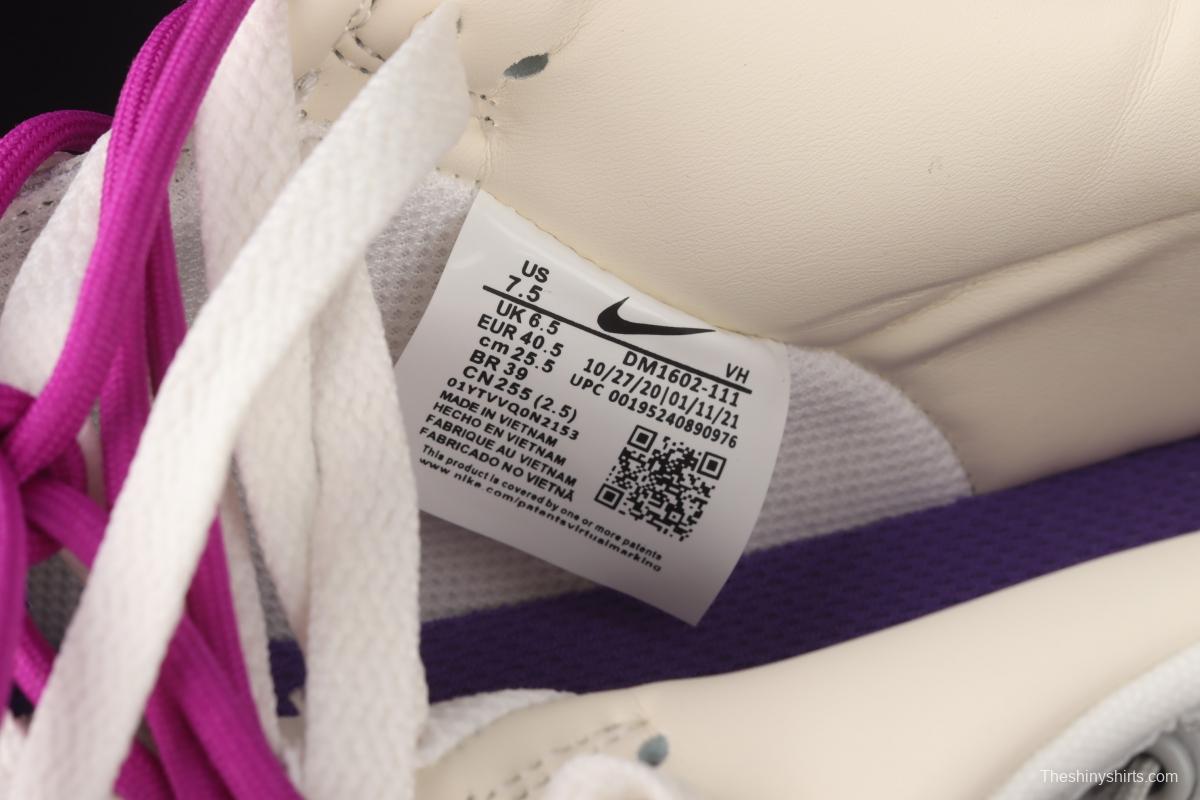 US
7.5
UK 6.5
EUR 40.5
cm 25.5
BR 39
CN 255 (2.5)
01YTVVQ0N2153
MADE IN VIETNAM
HECHO EN VIETNAM
FABRIQUE AU VIETNAM
FABRICADO NO VIETNÃ
This product is covered by one or more patents
www.nike.com/patentsvirtualmarking
VH
DM1602-111
10/27/20|01/11/21
UPC 00195240890976
Theshinyshirts.com